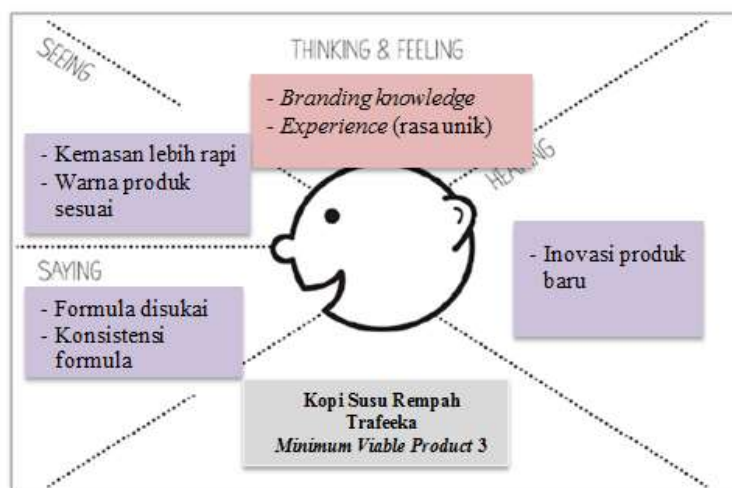 SEEING
THINKING & FEELING
- Branding knowledge
- Experience (rasa unik)
- Kemasan lebih rapi
- Warna produk
sesuai
HEARING
- Inovasi produk
baru
SAYING
- Formula disukai
- Konsistensi
formula
Kopi Susu Rempah
Trafeeka
Minimum Viable Product 3